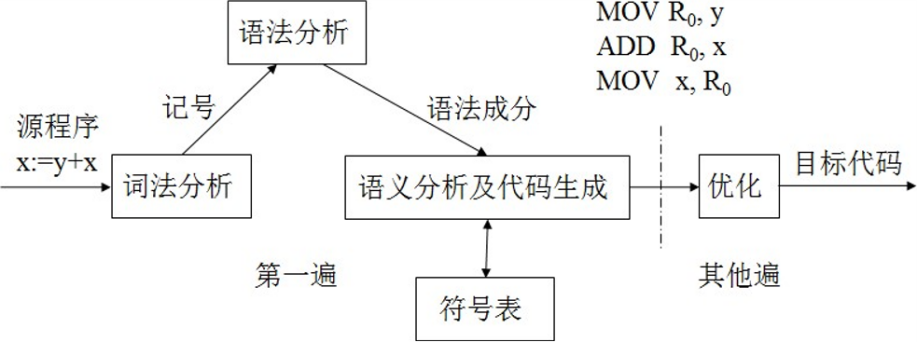 语法分析
MOV R₀, y
ADD R₀, x
MOV x, R₀
记号
语法成分
源程序
x:=y+x
词法分析
语义分析及代码生成
优化
目标代码
第一遍
其他遍
符号表